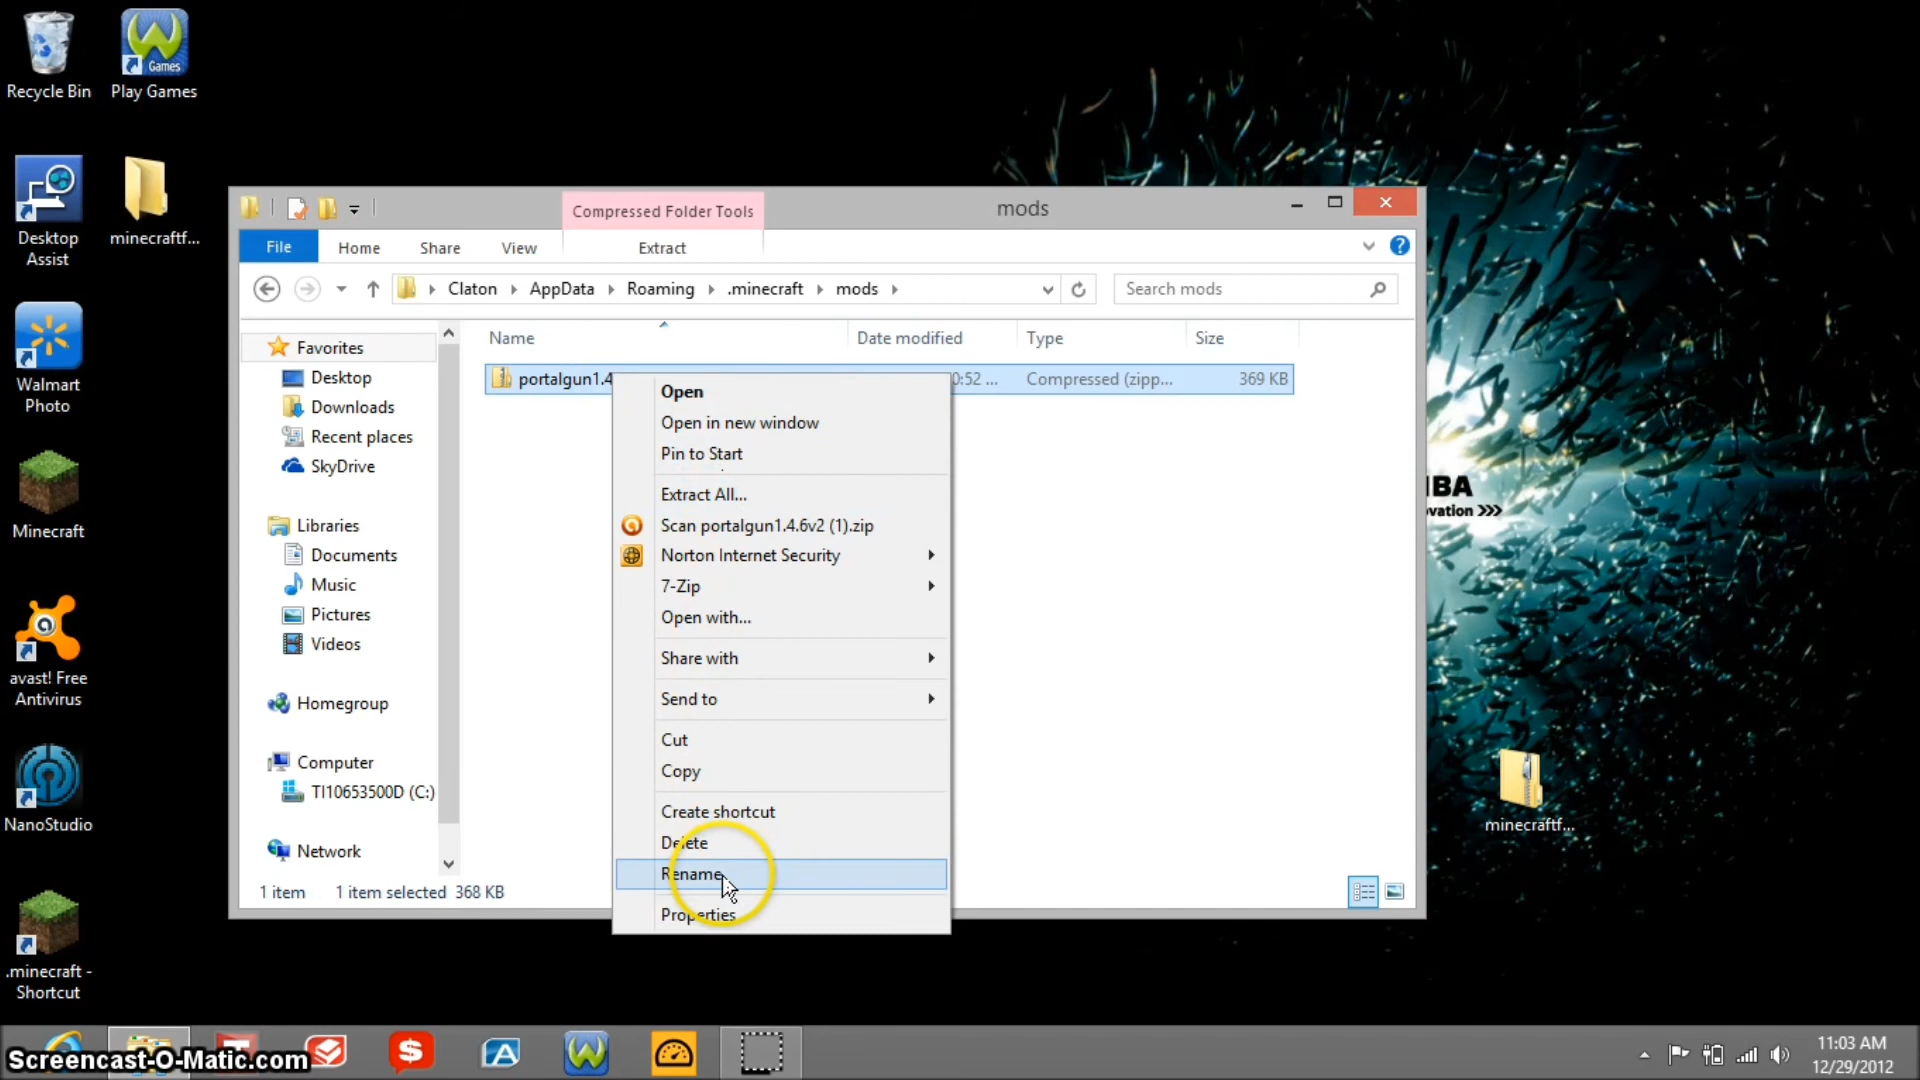 Recycle Bin
Games
Play Games
Desktop
Assist
minecraftf...
Walmart
Photo
Minecraft
avast! Free
Antivirus
NanoStudio
.minecraft -
Shortcut
Compressed Folder Tools
mods
File
Home
Share
View
Extract
Claton
AppData
Roaming
.minecraft
mods
Search mods
Favorites
Desktop
Downloads
Recent places
SkyDrive
Libraries
Documents
Music
Pictures
Videos
Homegroup
Computer
TI10653500D (C:)
Network
Name
Date modified
Type
Size
portalgun1.4
0:52 ...
Compressed (zipp...
369 KB
Open
Open in new window
Pin to Start
Extract All...
Scan portalgun1.4.6v2 (1).zip
Norton Internet Security
7-Zip
Open with...
Share with
Send to
Cut
Copy
Create shortcut
Delete
Rename
Properties
1 item
1 item selected 368 KB
IBA
vation >>>
minecraftf...
Screencast-O-Matic.com
11:03 AM
12/29/2012